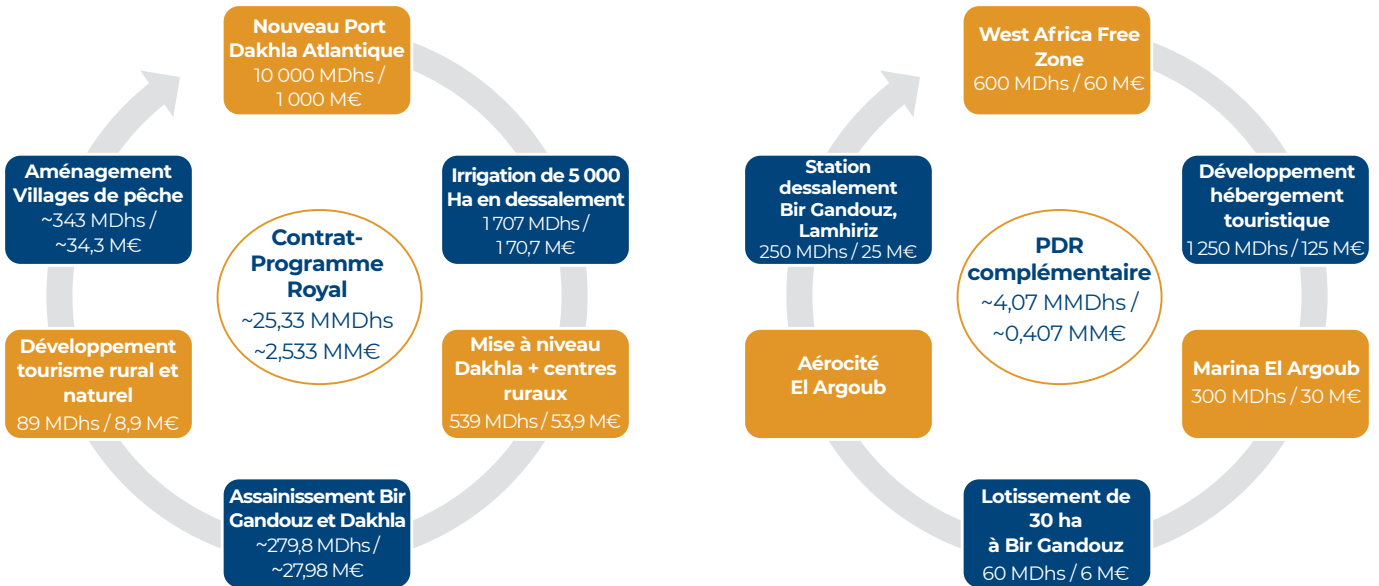 Nouveau Port
Dakhla Atlantique
10 000 MDhs /
1 000 M€
Irrigation de 5 000
Ha en dessalement
1 707 MDhs /
170,7 M€
Mise à niveau
Dakhla + centres
ruraux
539 MDhs / 53,9 M€
Assainissement Bir
Gandouz et Dakhla
~279,8 MDhs /
~27,98 M€
Développement
tourisme rural et
naturel
89 MDhs / 8,9 M€
Aménagement
Villages de pêche
~343 MDhs /
~34,3 M€
Contrat-
Programme
Royal
~25,33 MMDhs
~2,533 MM€
West Africa Free
Zone
600 MDhs / 60 M€
Développement
hébergement
touristique
1 250 MDhs / 125 M€
Marina El Argoub
300 MDhs / 30 M€
Lotissement de
30 ha
à Bir Gandouz
60 MDhs / 6 M€
Aérocité
El Argoub
Station
dessalement
Bir Gandouz,
Lamhiriz
250 MDhs / 25 M€
PDR
complémentaire
~4,07 MMDhs /
~0,407 MM€